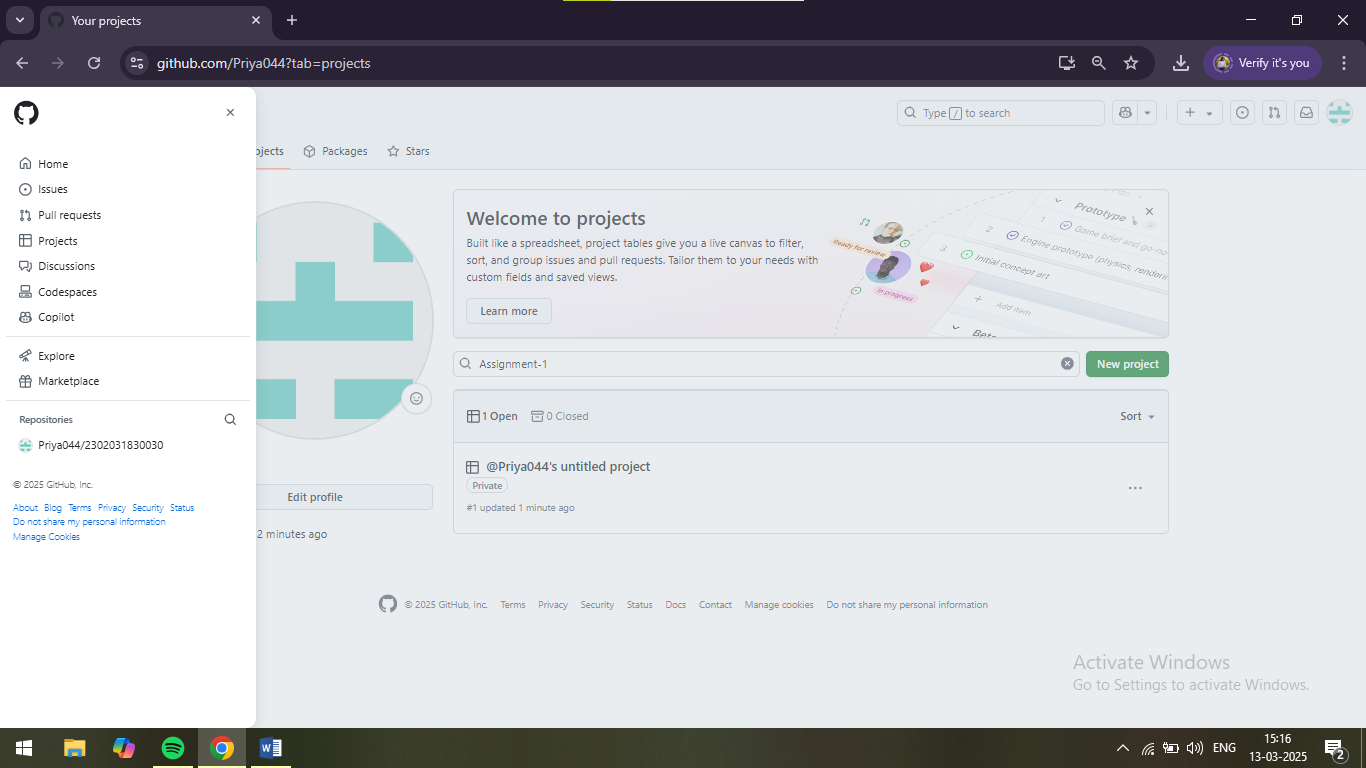 Your projects
github.com/Priya044?tab=projects
Verify it's you
Type / to search
Home
Issues
Pull requests
Projects
Discussions
Codespaces
Copilot
Explore
Marketplace
Repositories
Priya044/2302031830030
© 2025 GitHub, Inc.
About Blog Terms Privacy Security Status
Do not share my personal information
Manage Cookies
ojects
Packages
Stars
Edit profile
2 minutes ago
Welcome to projects
Built like a spreadsheet, project tables give you a live canvas to filter,
sort, and group issues and pull requests. Tailor them to your needs with
custom fields and saved views.
Learn more
Ready for review
In progress
Prototype
1 Game brief and go-no
2 Engine prototype (physics, renderin
3 Initial concept art
+ Add item
Beta
Assignment-1
New project
1 Open
0 Closed
Sort
@Priya044's untitled project
Private
#1 updated 1 minute ago
© 2025 GitHub, Inc. Terms Privacy Security Status Docs Contact Manage cookies Do not share my personal information
Activate Windows
Go to Settings to activate Windows.
ENG
15:16
13-03-2025
2